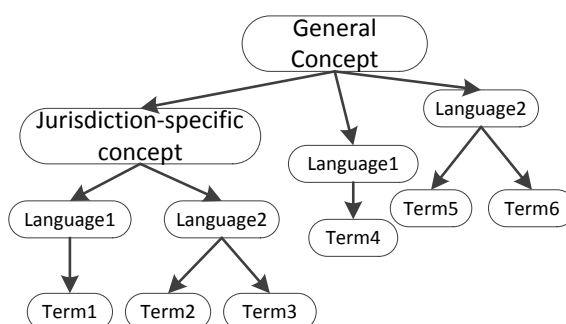 General
Concept
Jurisdiction-specific
concept
Language2
Language1
Term5
Term6
Language1
Language2
Term4
Term1
Term2
Term3